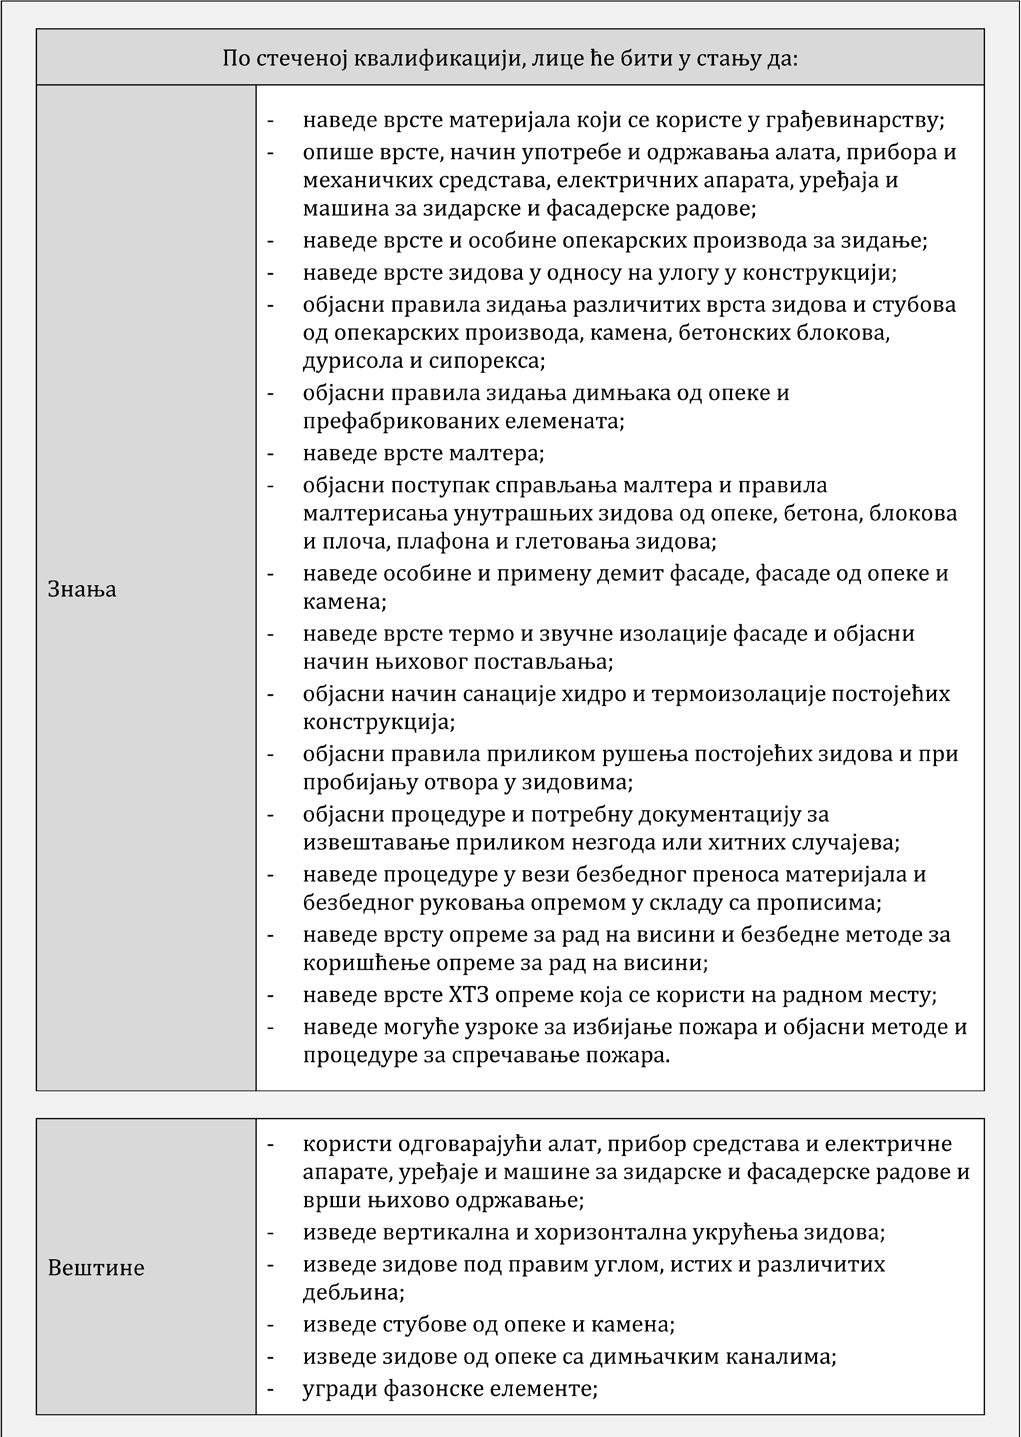 По стеченој квалификацији, лице ће бити у стању да:
Знања
- наведе врсте материјала који се користе у грађевинарству;
- опише врсте, начин употребе и одржавања алата, прибора и
механичких средстава, електричних апарата, уређаја и
машина за зидарске и фасадерске радове;
- наведе врсте и особине опекарских производа за зидање;
- наведе врсте зидова у односу на улогу у конструкцији;
- објасни правила зидања различитих врста зидова и стубова
од опекарских производа, камена, бетонских блокова,
дурисола и сипорекса;
- објасни правила зидања димњака од опеке и
префабрикованих елемената;
- наведе врсте малтера;
- објасни поступак справљања малтера и правила
малтерисања унутрашњих зидова од опеке, бетона, блокова
и плоча, плафона и глетовања зидова;
- наведе особине и примену демит фасаде, фасаде од опеке и
камена;
- наведе врсте термо и звучне изолације фасаде и објасни
начин њиховог постављања;
- објасни начин санације хидро и термоизолације постојећих
конструкција;
- објасни правила приликом рушења постојећих зидова и при
пробијању отвора у зидовима;
- објасни процедуре и потребну документацију за
извештавање приликом незгода или хитних случајева;
- наведе процедуре у вези безбедног преноса материјала и
безбедног руковања опремом у складу са прописима;
- наведе врсту опреме за рад на висини и безбедне методе за
коришћење опреме за рад на висини;
- наведе врсте ХТЗ опреме која се користи на радном месту;
- наведе могуће узроке за избијање пожара и објасни методе и
процедуре за спречавање пожара.
Вештине
- користи одговарајући алат, прибор средстава и електричне
апарате, уређаје и машине за зидарске и фасадерске радове и
врши њихово одржавање;
- изведе вертикална и хоризонтална укрућења зидова;
- изведе зидове под правим углом, истих и различитих
дебљина;
- изведе стубове од опеке и камена;
- изведе зидове од опеке са димњачким каналима;
- угради фазонске елементе;